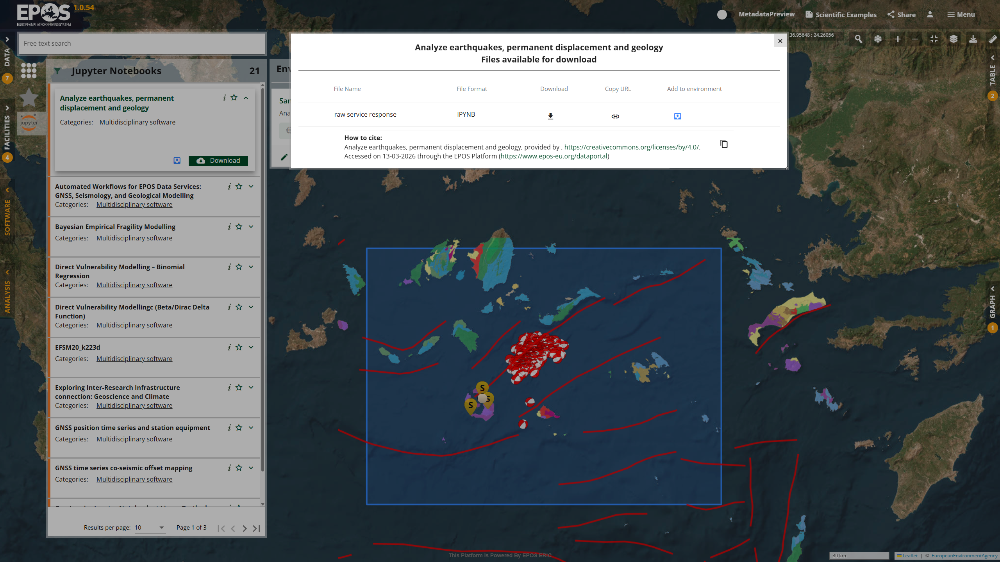 EPOS
1.0.54
EUROPEANPLATEOBSERVINGSYSTEM
MetadataPreview
Scientific Examples
Share
Menu
Free text search
36.95648 : 24.26056
DATA
7
FACILITIES
4
SOFTWARE
ANALYSIS
jupyter
Jupyter Notebooks
21
Analyze earthquakes, permanent
displacement and geology
Categories: Multidisciplinary software
Download
Automated Workflows for EPOS Data Services:
GNSS, Seismology, and Geological Modelling
Categories: Multidisciplinary software
Bayesian Empirical Fragility Modelling
Categories: Multidisciplinary software
Direct Vulnerability Modelling – Binomial
Regression
Categories: Multidisciplinary software
Direct Vulnerability Modellingc (Beta/Dirac Delta
Function)
Categories: Multidisciplinary software
EFSM20_k223d
Categories: Multidisciplinary software
Exploring Inter-Research Infrastructure
connection: Geoscience and Climate
Categories: Multidisciplinary software
GNSS position time series and station equipment
Categories: Multidisciplinary software
GNSS time series co-seismic offset mapping
Categories: Multidisciplinary software
Results per page: 10
Page 1 of 3
Analyze earthquakes, permanent displacement and geology
Files available for download
File Name File Format Download Copy URL Add to environment
raw service response IPYNB
How to cite:
Analyze earthquakes, permanent displacement and geology, provided by , https://creativecommons.org/licenses/by/4.0/.
Accessed on 13-03-2026 through the EPOS Platform (https://www.epos-eu.org/dataportal)
S
S
S
TABLE
2
GRAPH
1
This Platform is Powered By EPOS ERIC
30 km
Leaflet | © EuropeanEnvironmentAgency